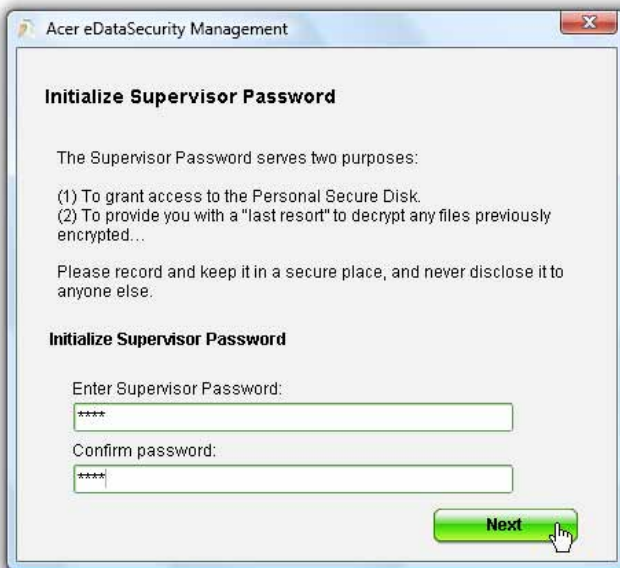 Acer eDataSecurity Management
Initialize Supervisor Password
The Supervisor Password serves two purposes:
(1) To grant access to the Personal Secure Disk.
(2) To provide you with a "last resort" to decrypt any files previously
encrypted...
Please record and keep it in a secure place, and never disclose it to
anyone else.
Initialize Supervisor Password
Enter Supervisor Password:
****
Confirm password:
****
Next